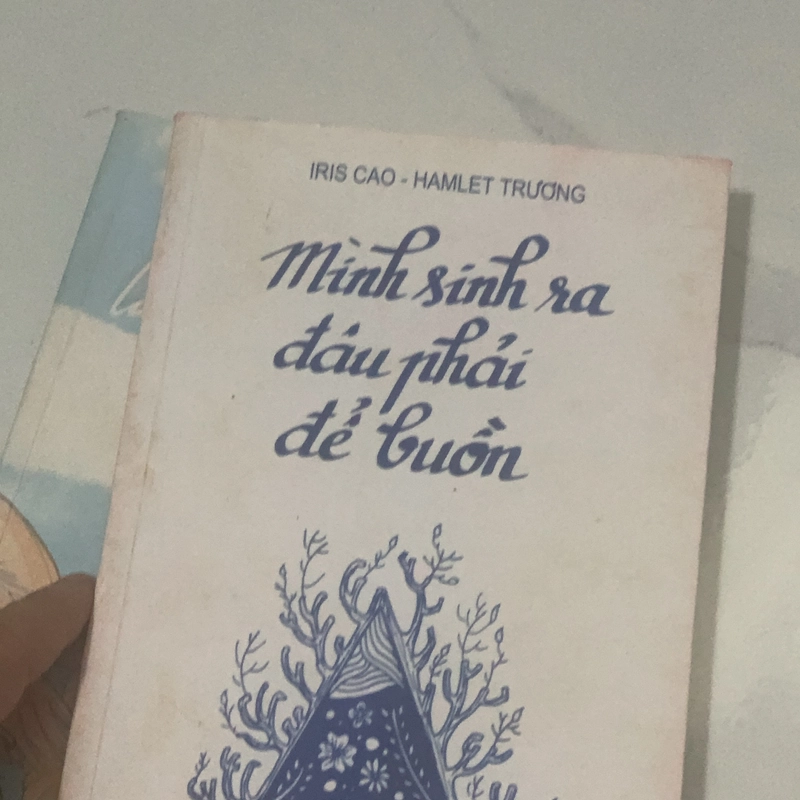 IRIS CAO - HAMLET TRƯƠNG
Mình sinh ra
đâu phải
để buồn